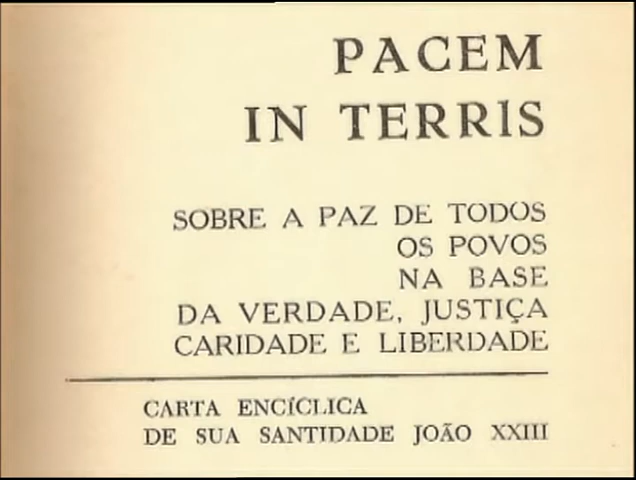 PACEM
IN TERRIS
SOBRE A PAZ DE TODOS
OS POVOS
NA BASE
DA VERDADE, JUSTIÇA
CARIDADE E LIBERDADE
CARTA ENCÍCLICA
DE SUA SANTIDADE JOÃO XXIII